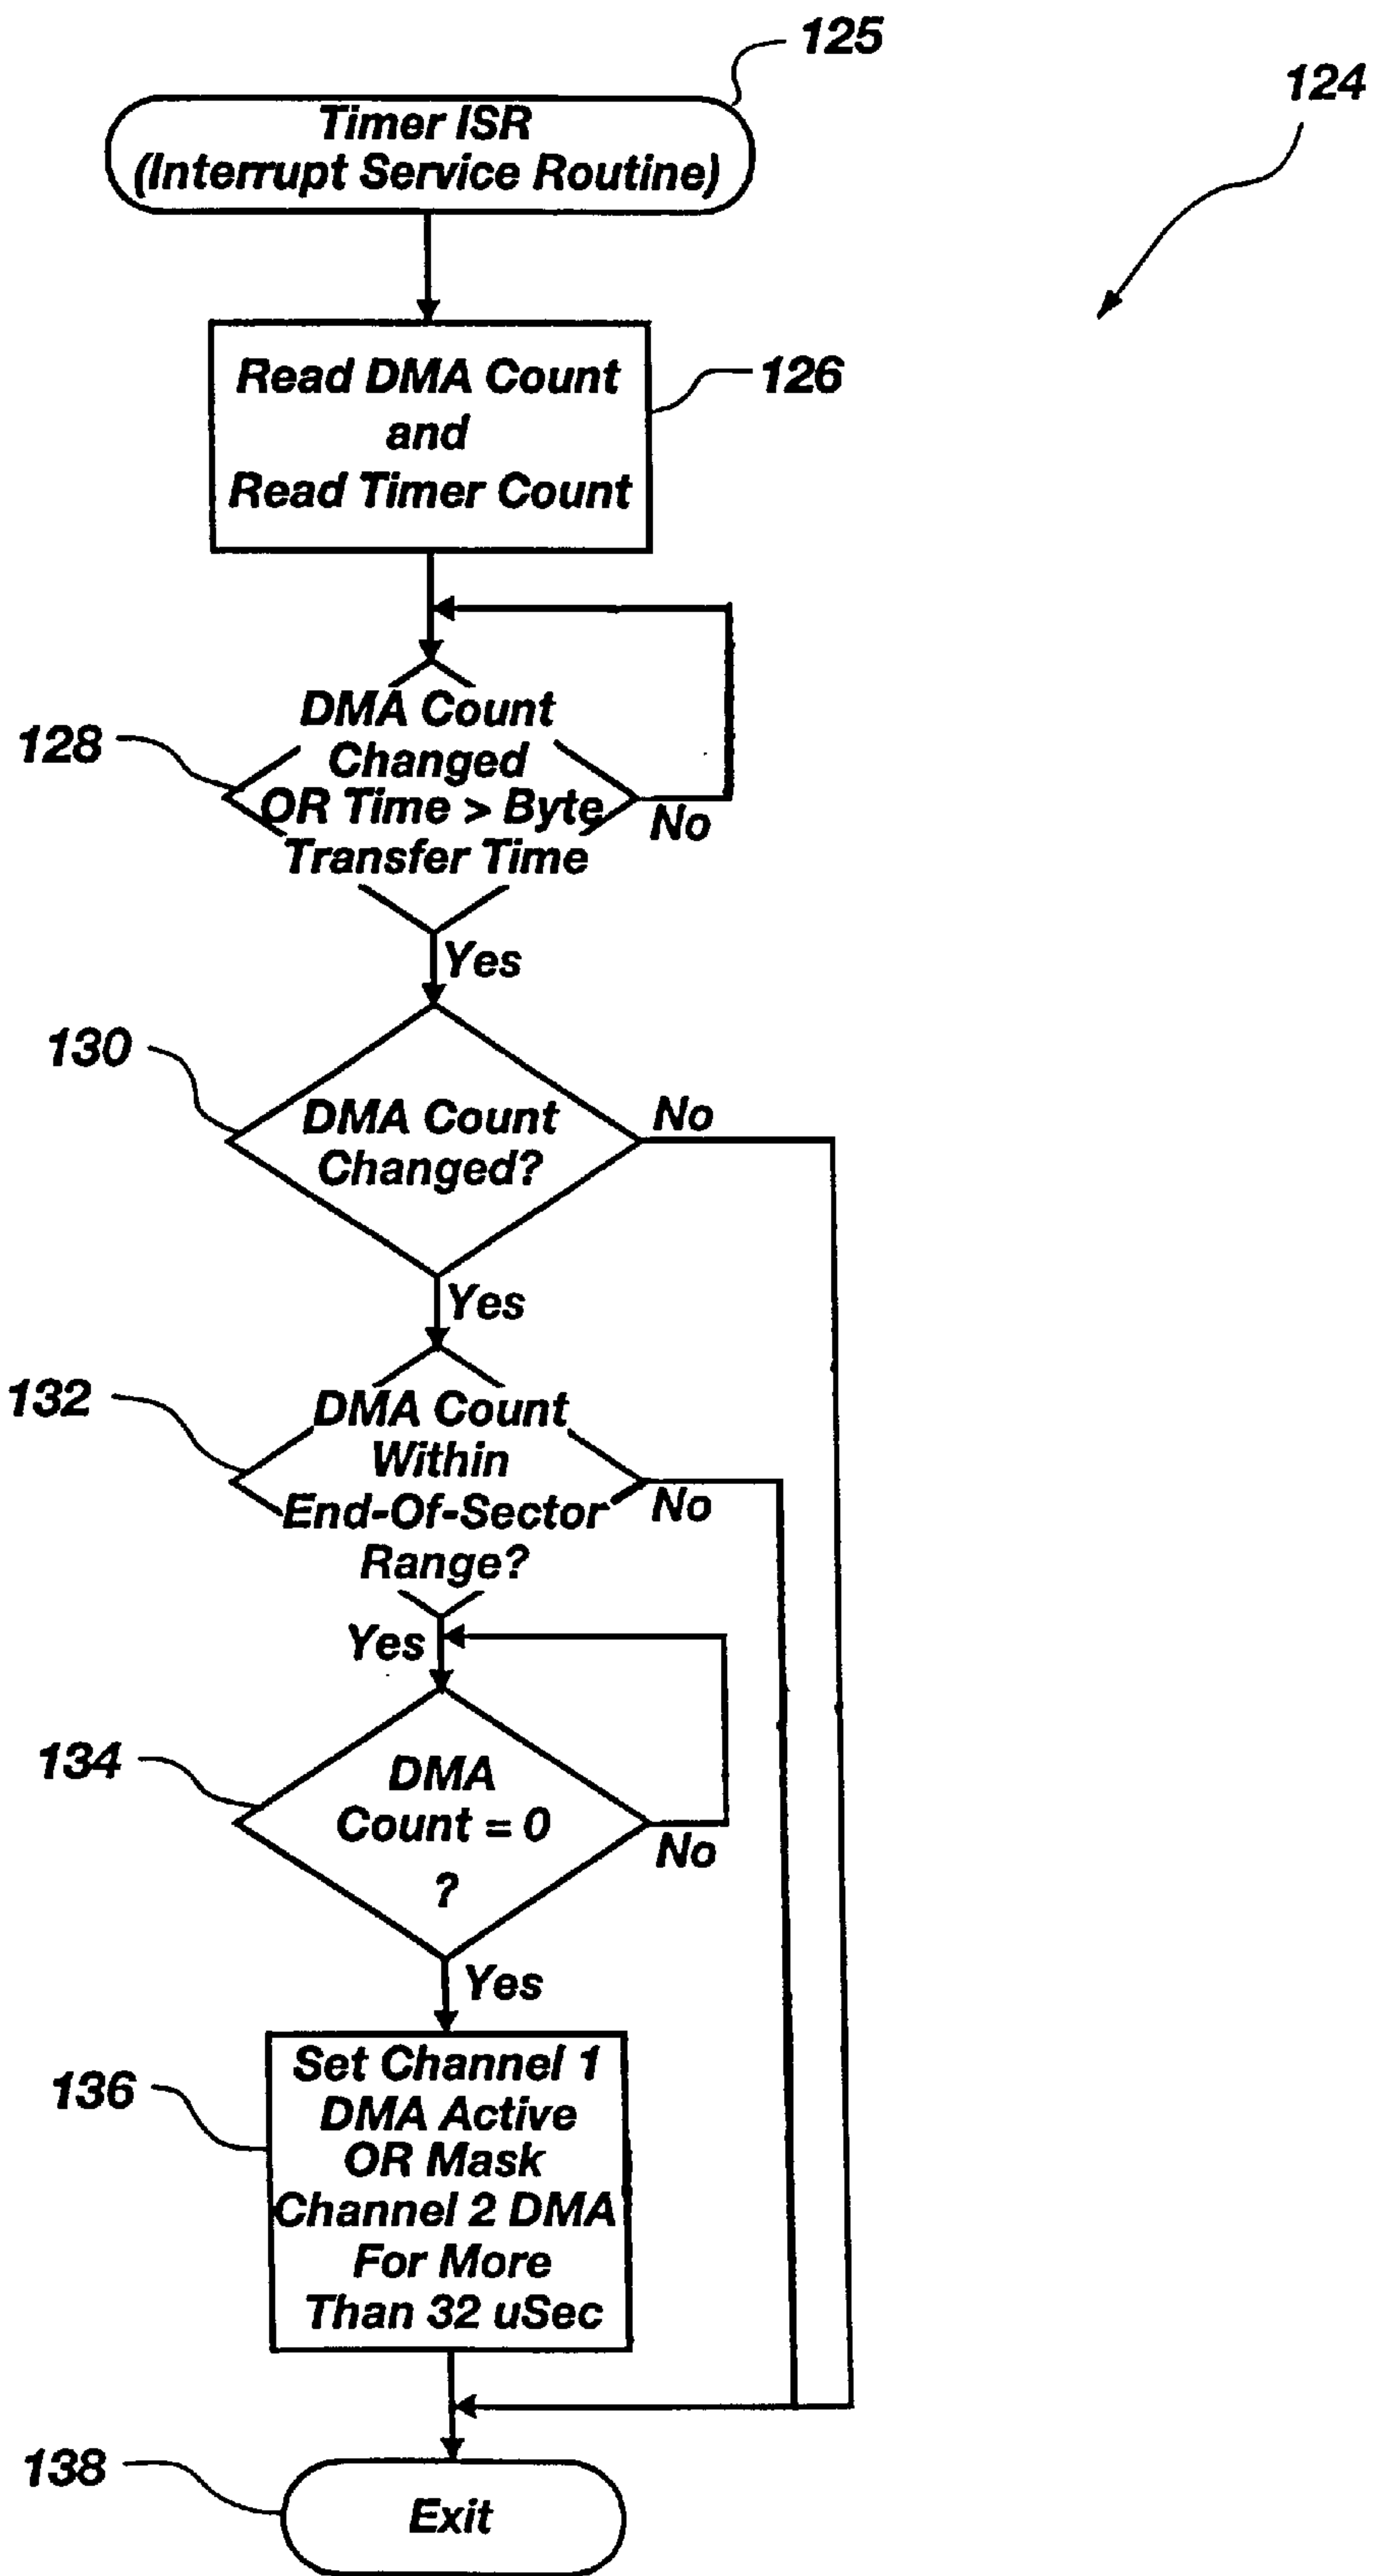 125
124
Timer ISR
(Interrupt Service Routine)
Read DMA Count
and
Read Timer Count
126
DMA Count
Changed
OR Time > Byte
Transfer Time
128
No
Yes
130
DMA Count
Changed?
No
Yes
132
DMA Count
Within
End-Of-Sector
Range?
No
Yes
134
DMA
Count = 0
?
No
Yes
136
Set Channel 1
DMA Active
OR Mask
Channel 2 DMA
For More
Than 32 uSec
138
Exit